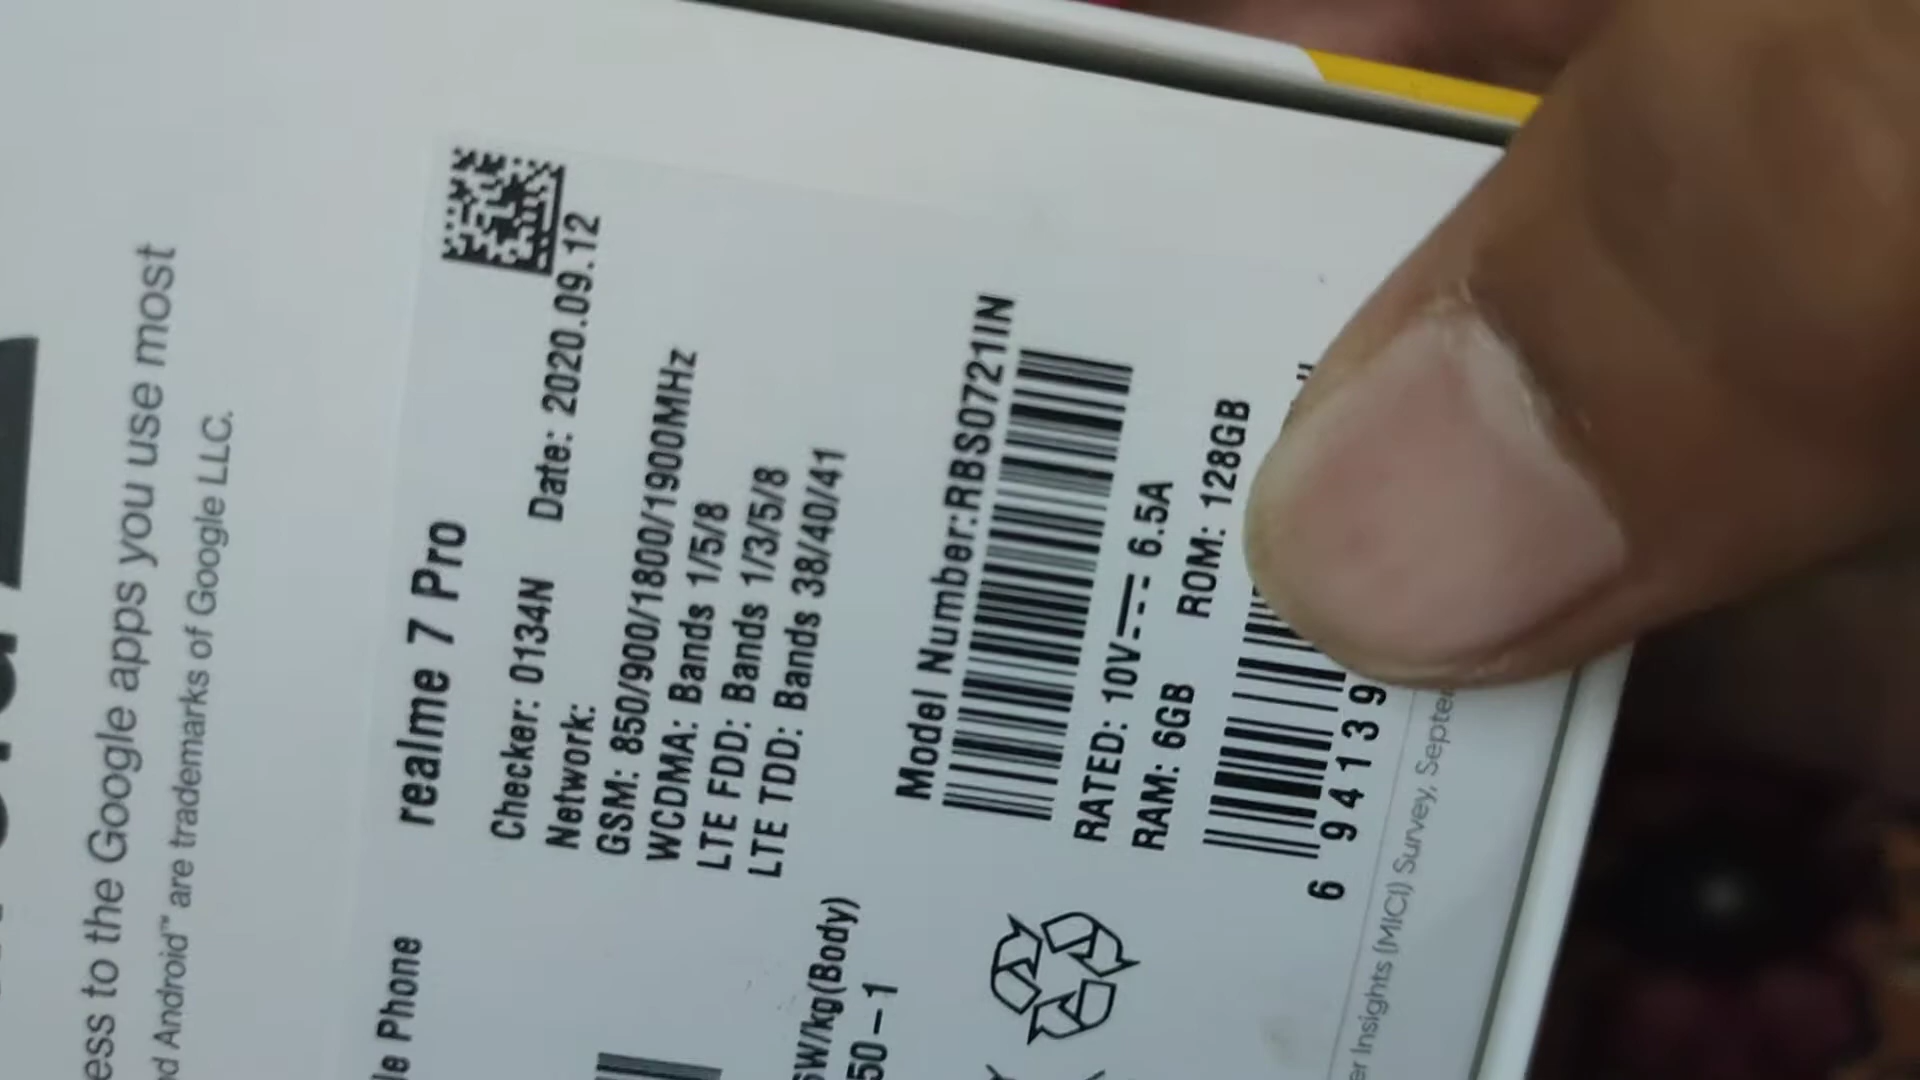 ess to the Google apps you use most
d Android™ are trademarks of Google LLC.
realme 7 Pro
Checker: 0134N Date: 2020.09.12
Network:
GSM: 850/900/1800/1900MHz
WCDMA: Bands 1/5/8
LTE FDD: Bands 1/3/5/8
LTE TDD: Bands 38/40/41
Model Number:RBS0721IN
RATED: 10V 6.5A
RAM: 6GB ROM: 128GB
6 94139
er Insights (MICI) Survey, Septe
le Phone
W/kg(Body)
50-1